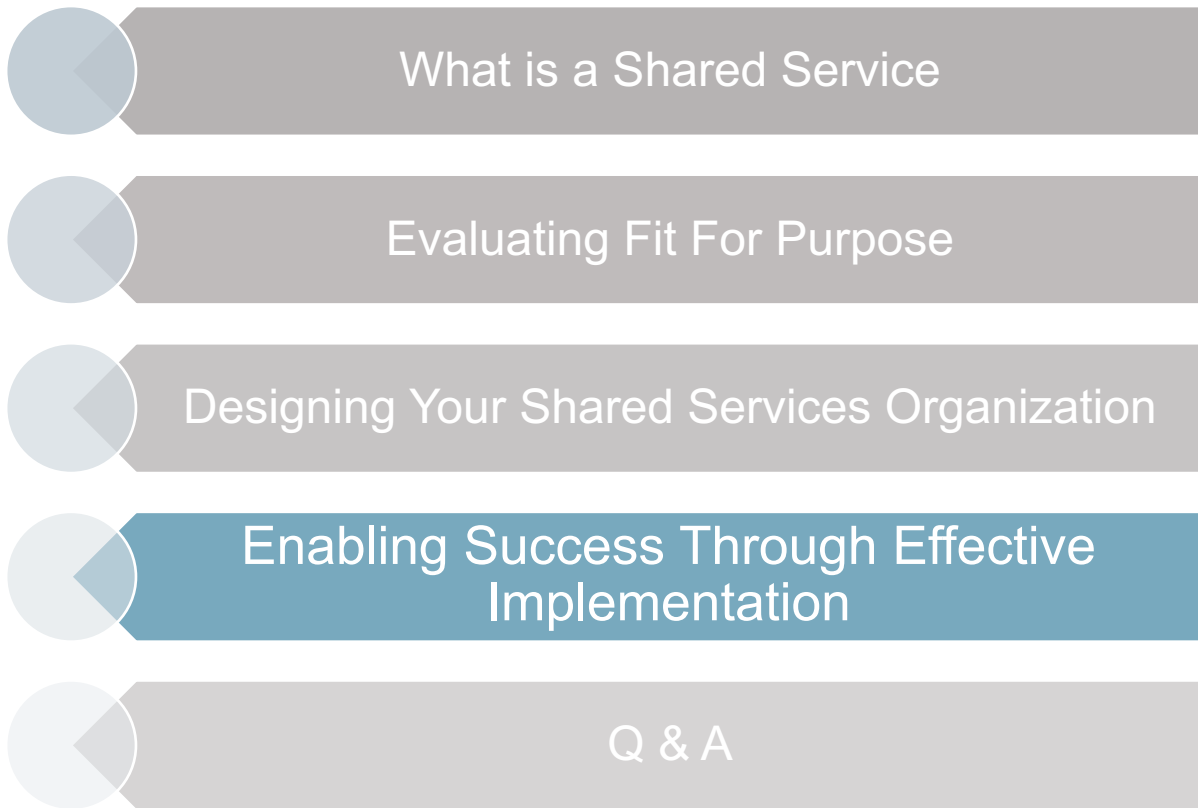 What is a Shared Service
Evaluating Fit For Purpose
Designing Your Shared Services Organization
Enabling Success Through Effective
Implementation
Q & A